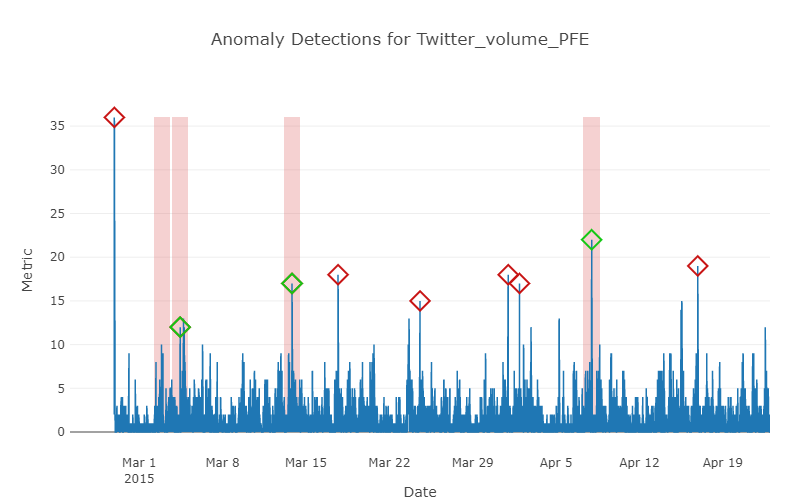 Anomaly Detections for Twitter_volume_PFE
35
30
25
20
15
10
5
0
Metric
Mar 1
2015
Mar 8
Mar 15
Mar 22
Mar 29
Apr 5
Apr 12
Apr 19
Date